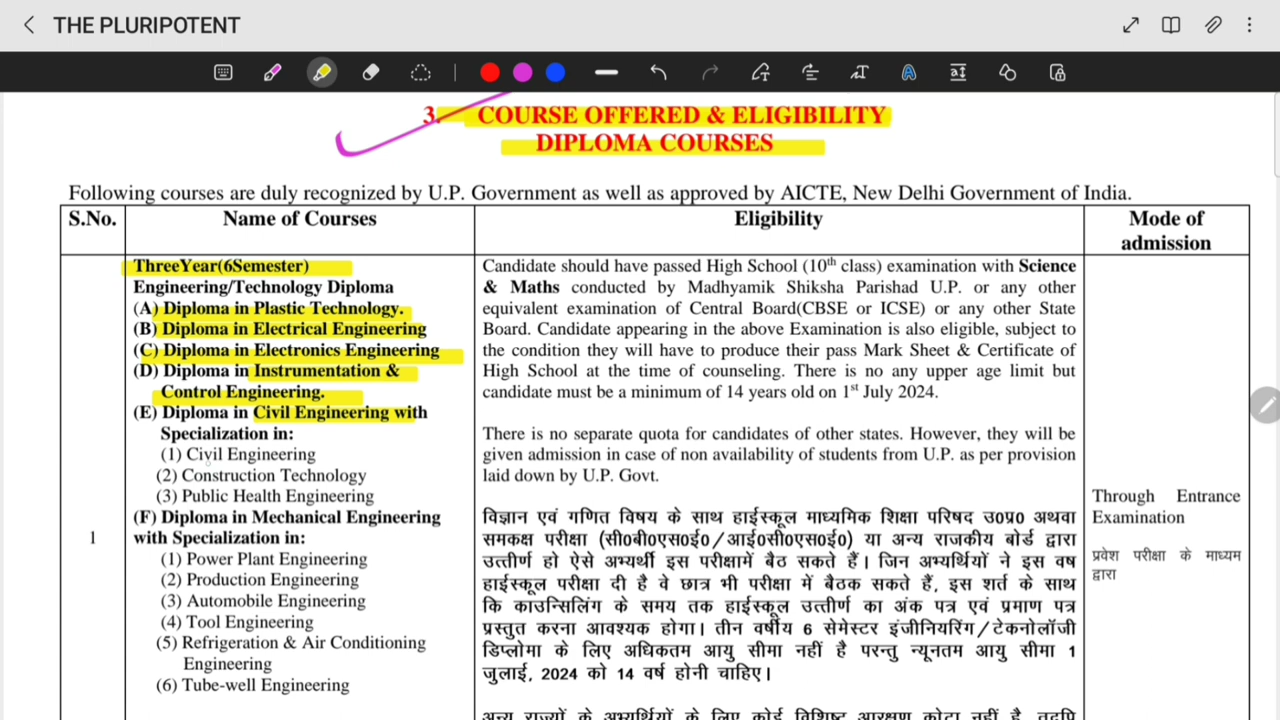 THE PLURIPOTENT
3. COURSE OFFERED & ELIGIBILITY
DIPLOMA COURSES
Following courses are duly recognized by U.P. Government as well as approved by AICTE, New Delhi Government of India.
S.No.
Name of Courses
Eligibility
Mode of
admission
1
ThreeYear(6Semester)
Engineering/Technology Diploma
(A) Diploma in Plastic Technology.
(B) Diploma in Electrical Engineering
(C) Diploma in Electronics Engineering
(D) Diploma in Instrumentation &
Control Engineering.
(E) Diploma in Civil Engineering with
Specialization in:
(1) Civil Engineering
(2) Construction Technology
(3) Public Health Engineering
(F) Diploma in Mechanical Engineering
with Specialization in:
(1) Power Plant Engineering
(2) Production Engineering
(3) Automobile Engineering
(4) Tool Engineering
(5) Refrigeration & Air Conditioning
Engineering
(6) Tube-well Engineering
Candidate should have passed High School (10th class) examination with Science
& Maths conducted by Madhyamik Shiksha Parishad U.P. or any other
equivalent examination of Central Board(CBSE or ICSE) or any other State
Board. Candidate appearing in the above Examination is also eligible, subject to
the condition they will have to produce their pass Mark Sheet & Certificate of
High School at the time of counseling. There is no any upper age limit but
candidate must be a minimum of 14 years old on 1st July 2024.
There is no separate quota for candidates of other states. However, they will be
given admission in case of non availability of students from U.P. as per provision
laid down by U.P. Govt.
विज्ञान एवं गणित विषय के साथ हाईस्कूल माध्यमिक शिक्षा परिषद उ0प्र0 अथवा
समकक्ष परीक्षा (सी0बी0एस0ई0/आई0सी0एस0ई0) या अन्य राजकीय बोर्ड द्वारा
उत्तीर्ण हो ऐसे अभ्यर्थी इस परीक्षामें बैठ सकते हैं। जिन अभ्यर्थियों ने इस वर्ष
हाईस्कूल परीक्षा दी है वे छात्र भी परीक्षा में बैठक सकते हैं, इस शर्त के साथ
कि काउन्सिलिंग के समय तक हाईस्कूल उत्तीर्ण का अंक पत्र एवं प्रमाण पत्र
प्रस्तुत करना आवश्यक होगा। तीन वर्षीय 6 सेमेस्टर इंजीनियरिंग/टेकनोलॉजी
डिप्लोमा के लिए अधिकतम आयु सीमा नहीं है परन्तु न्यूनतम आयु सीमा 1
जुलाई, 2024 को 14 वर्ष होनी चाहिए।
अन्य राज्यों के अभ्यर्थियों के लिए कोई विशिष्ट आरक्षण कोटा नहीं है, तदपि
Through Entrance
Examination
प्रवेश परीक्षा के माध्यम
द्वारा